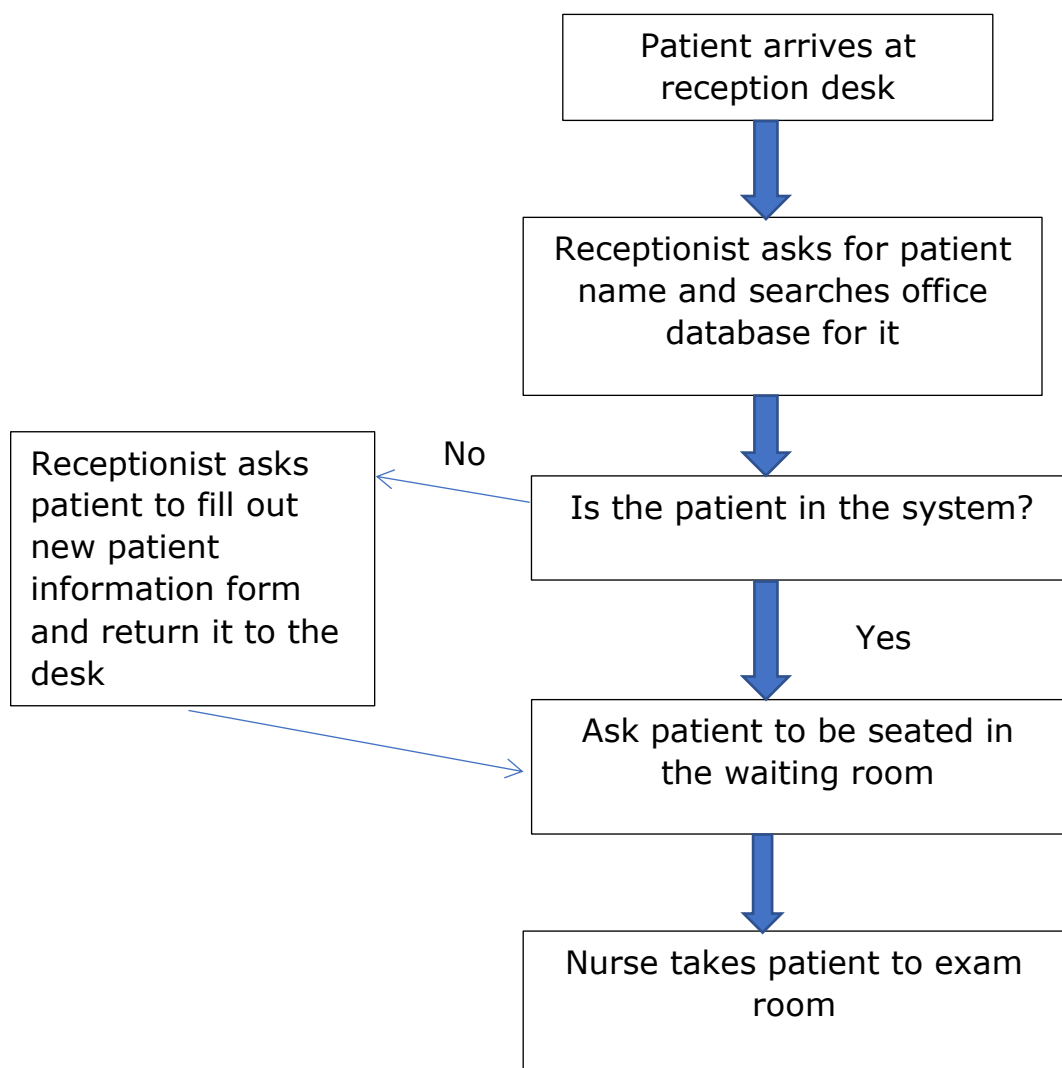 Patient arrives at
reception desk
Receptionist asks for patient
name and searches office
database for it
Is the patient in the system?
No
Receptionist asks
patient to fill out
new patient
information form
and return it to the
desk
Yes
Ask patient to be seated in
the waiting room
Nurse takes patient to exam
room